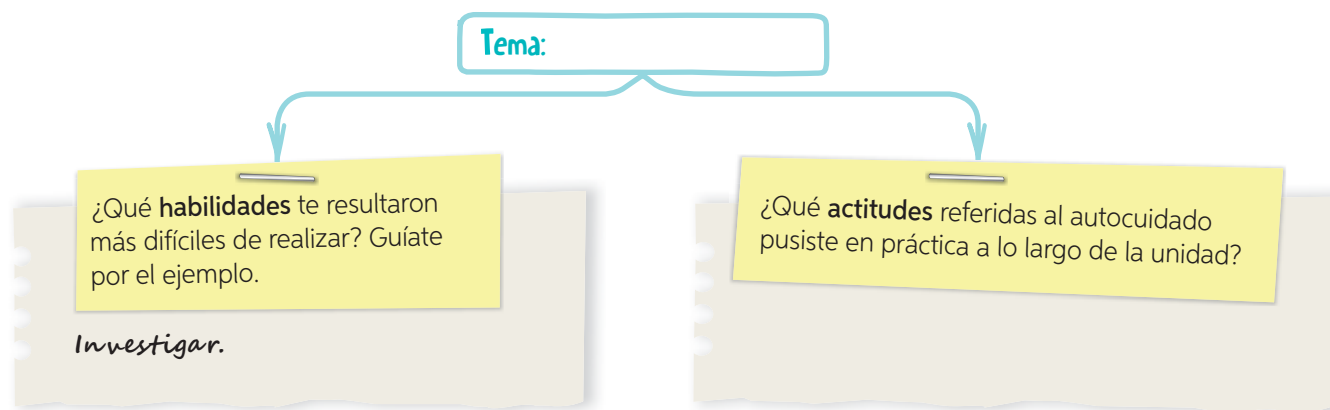 Tema:
¿Qué habilidades te resultaron
más difíciles de realizar? Guíate
por el ejemplo.
Investigar.
¿Qué actitudes referidas al autocuidado
pusiste en práctica a lo largo de la unidad?